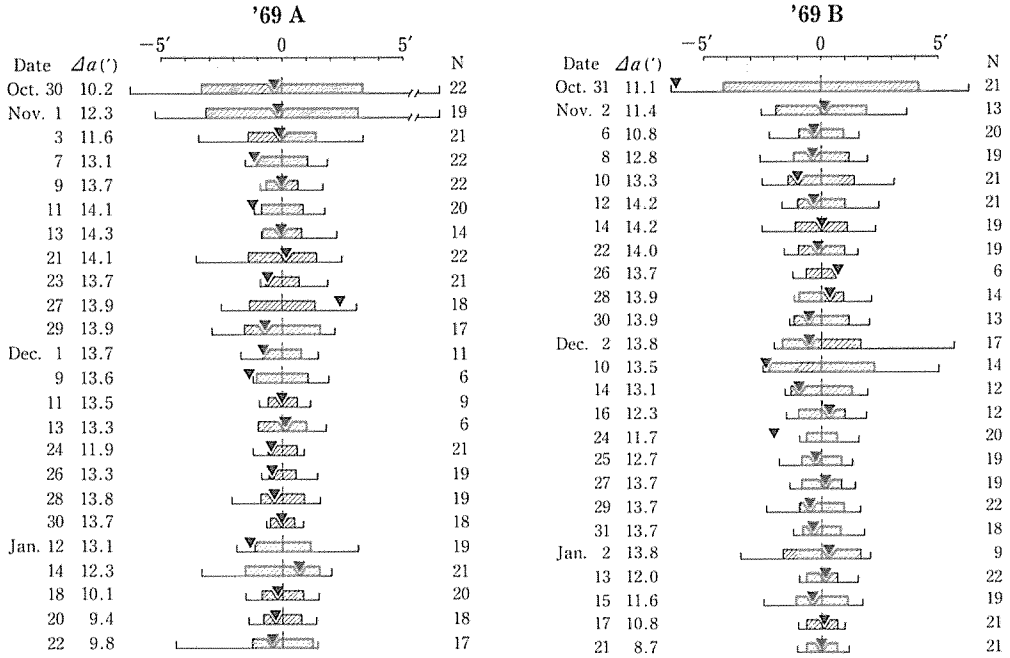 ’69 A
−5′ 0 5′
Date Δa(′) N
Oct. 30 10.2 22
Nov. 1 12.3 19
3 11.6 21
7 13.1 22
9 13.7 22
11 14.1 20
13 14.3 14
21 14.1 22
23 13.7 21
27 13.9 18
29 13.9 17
Dec. 1 13.7 11
9 13.6 6
11 13.5 9
13 13.3 6
24 11.9 21
26 13.3 19
28 13.8 19
30 13.7 18
Jan. 12 13.1 19
14 12.3 21
18 10.1 20
20 9.4 18
22 9.8 17
’69 B
−5′ 0 5′
Date Δa(′) N
Oct. 31 11.1 21
Nov. 2 11.4 13
6 10.8 20
8 12.8 19
10 13.3 21
12 14.2 21
14 14.2 19
22 14.0 19
26 13.7 6
28 13.9 14
30 13.9 13
Dec. 2 13.8 17
10 13.5 14
14 13.1 12
16 12.3 12
24 11.7 20
25 12.7 19
27 13.7 19
29 13.7 22
31 13.7 18
Jan. 2 13.8 9
13 12.0 22
15 11.6 19
17 10.8 21
21 8.7 21